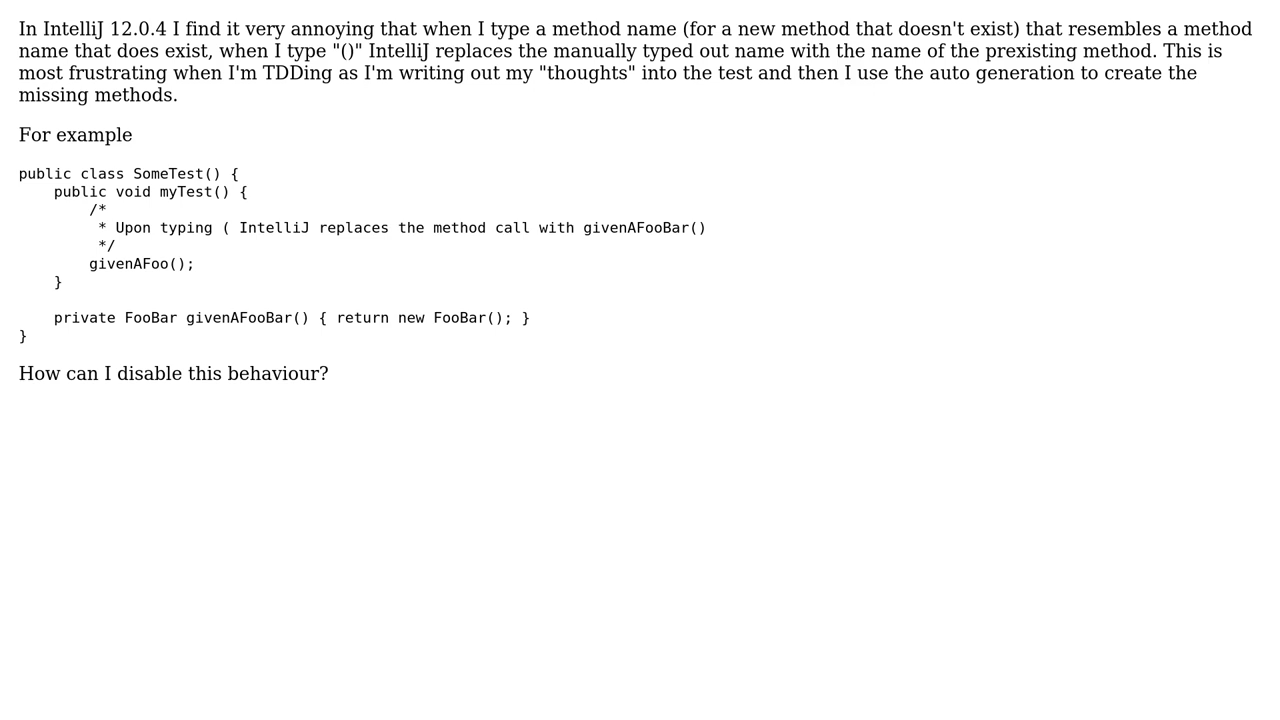 In IntelliJ 12.0.4 I find it very annoying that when I type a method name (for a new method that doesn't exist) that resembles a method
name that does exist, when I type "()" IntelliJ replaces the manually typed out name with the name of the prexisting method. This is
most frustrating when I'm TDDing as I'm writing out my "thoughts" into the test and then I use the auto generation to create the
missing methods.
For example
public class SomeTest() {
    public void myTest() {
        /*
         * Upon typing ( IntelliJ replaces the method call with givenAFooBar()
         */
        givenAFoo();
    }
    private FooBar givenAFooBar() { return new FooBar(); }
}
How can I disable this behaviour?